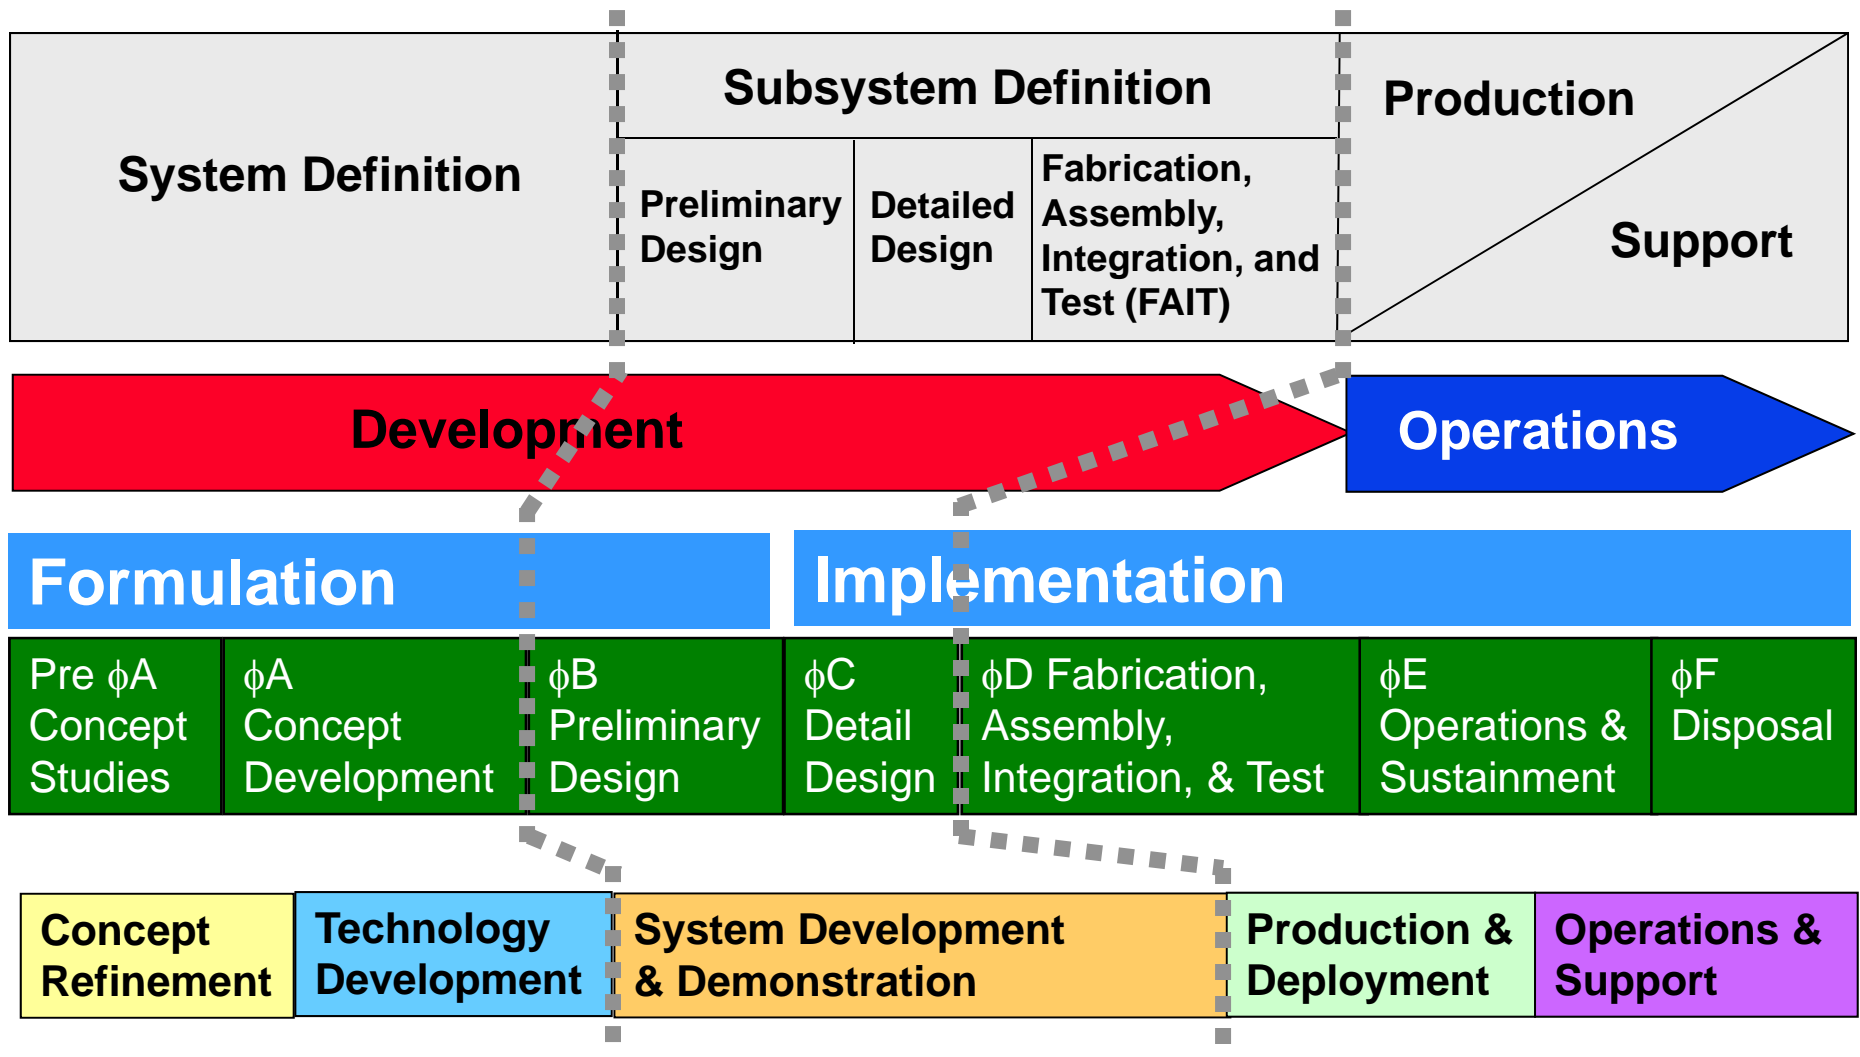 System Definition
Subsystem Definition
Preliminary
Design
Detailed
Design
Fabrication,
Assembly,
Integration, and
Test (FAIT)
Production
Support
Development
Operations
Formulation
Implementation
Pre ϕA
Concept
Studies
ϕA
Concept
Development
ϕB
Preliminary
Design
ϕC
Detail
Design
ϕD Fabrication,
Assembly,
Integration, & Test
ϕE
Operations &
Sustainment
ϕF
Disposal
Concept
Refinement
Technology
Development
System Development
& Demonstration
Production &
Deployment
Operations &
Support